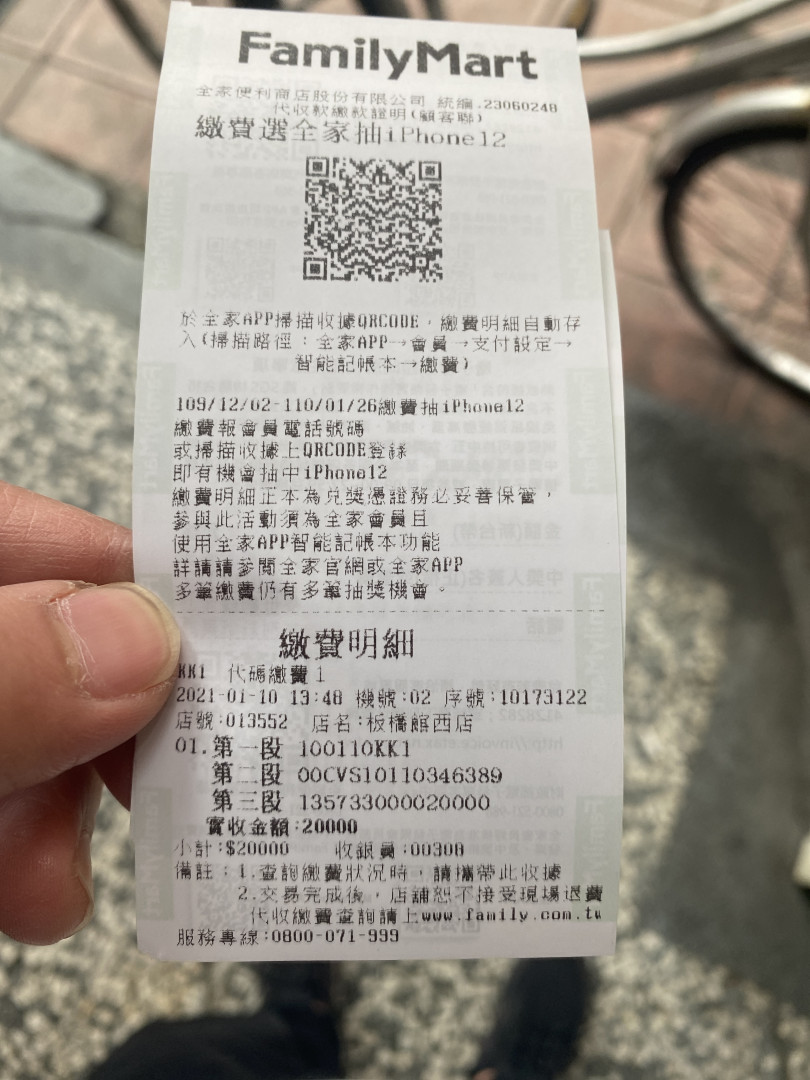 FamilyMart
全家便利商店股份有限公司 統編.23060248
代收款繳款證明(顧客聯)
繳費選全家抽iPhone12
於全家APP掃描收據QRCODE，繳費明細自動存
入(掃描路徑：全家APP→會員→支付設定→
智能記帳本→繳費)
109/12/02-110/01/26繳費抽iPhone12
繳費報會員電話號碼
或掃描收據上QRCODE登錄
即有機會抽中iPhone12
繳費明細正本為兌獎憑證務必妥善保管，
參與此活動須為全家會員且
使用全家APP智能記帳本功能
詳請請參閱全家官網或全家APP
多筆繳費仍有多筆抽獎機會。
繳費明細
KK1 代碼繳費1
2021-01-10 13:48 機號:02 序號:10173122
店號:013552 店名:板橋館西店
01.第一段 100110KK1
第二段 00CVS10110346389
第三段 135733000020000
實收金額:20000
小計:$20000 收銀員:00308
備註：1.查詢繳費狀況時，請攜帶此收據
2.交易完成後，店舖恕不接受現場退費
代收繳費查詢請上www.family.com.tw
服務專線:0800-071-999